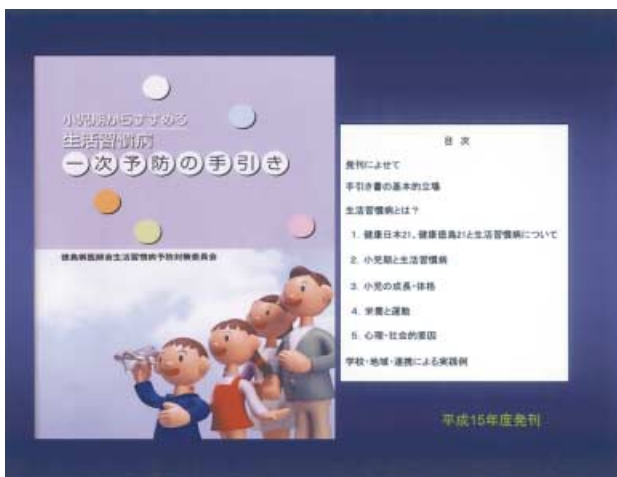 小児期からすすめる
生活習慣病
一次予防の手引き
徳島県医師会生活習慣病予防対策委員会
目 次
発刊によせて
手引き書の基本的立場
生活習慣病とは？
1. 健康日本21、健康徳島21と生活習慣病について
2. 小児期と生活習慣病
3. 小児の成長・体格
4. 栄養と運動
5. 心理・社会的要因
学校・地域・連携による実践例
平成15年度発刊